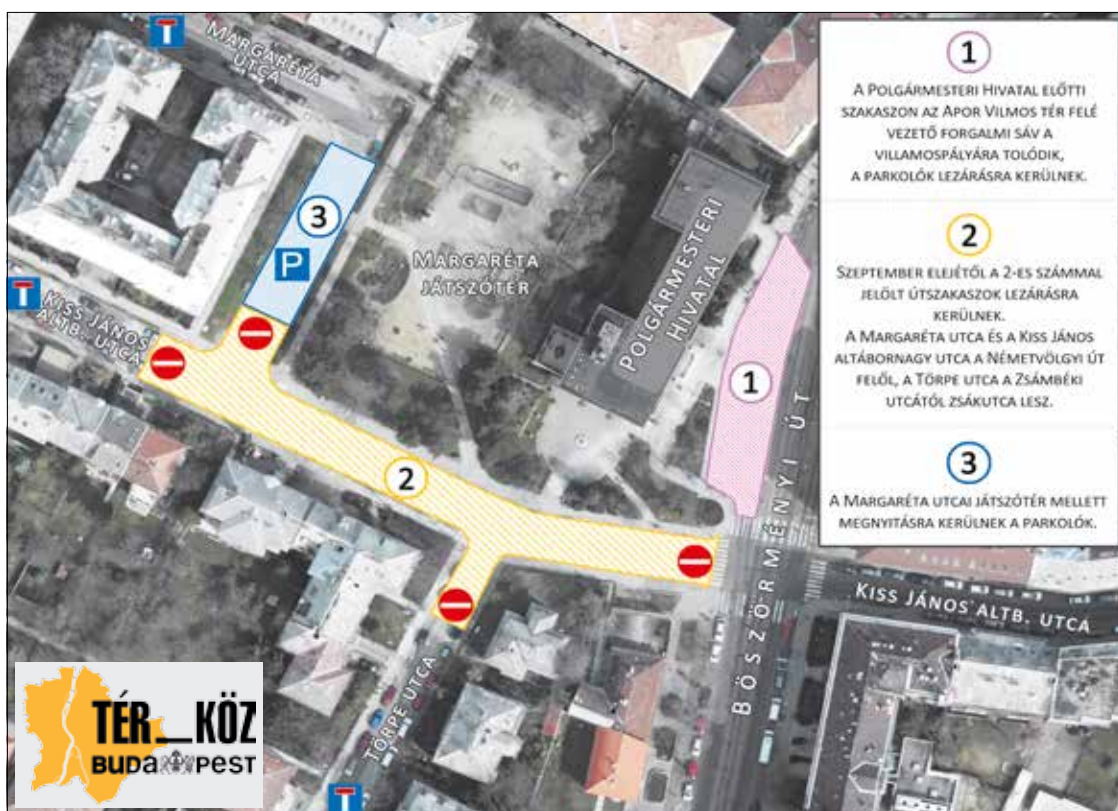 MARGARÉTA
UTCA
3
P
MARGARÉTA
JÁTSZÓTÉR
POLGÁRMESTERI
HIVATAL
KISS JÁNOS
ALTB. UTCA
1
2
BÖSZÖRMÉNYI ÚT
KISS JÁNOS ALTB. UTCA
TÖRPE UTCA
TÉR_KÖZ
BUDAPEST
1
A POLGÁRMESTERI HIVATAL ELŐTTI
SZAKASZON AZ APOR VILMOS TÉR FELÉ
VEZETŐ FORGALMI SÁV A
VILLAMOSPÁLYÁRA TOLÓDIK,
A PARKOLÓK LEZÁRÁSRA KERÜLNEK.
2
SZEPTEMBER ELEJÉTŐL A 2-ES SZÁMMAL
JELÖLT ÚTSZAKASZOK LEZÁRÁSRA
KERÜLNEK.
A MARGARÉTA UTCA ÉS A KISS JÁNOS
ALTÁBORNAGY UTCA A NÉMETVÖLGYI ÚT
FELŐL, A TÖRPE UTCA A ZSÁMBÉKI
UTCÁTÓL ZSÁKUTCA LESZ.
3
A MARGARÉTA UTCAI JÁTSZÓTÉR MELLETT
MEGNYITÁSRA KERÜLNEK A PARKOLÓK.